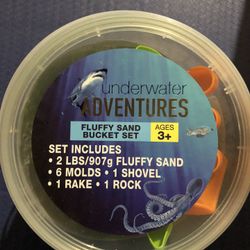 underwater
ADVENTURES
FLUFFY SAND
BUCKET SET
AGES
3+
SET INCLUDES
• 2 LBS/907g FLUFFY SAND
• 6 MOLDS • 1 SHOVEL
• 1 RAKE • 1 ROCK